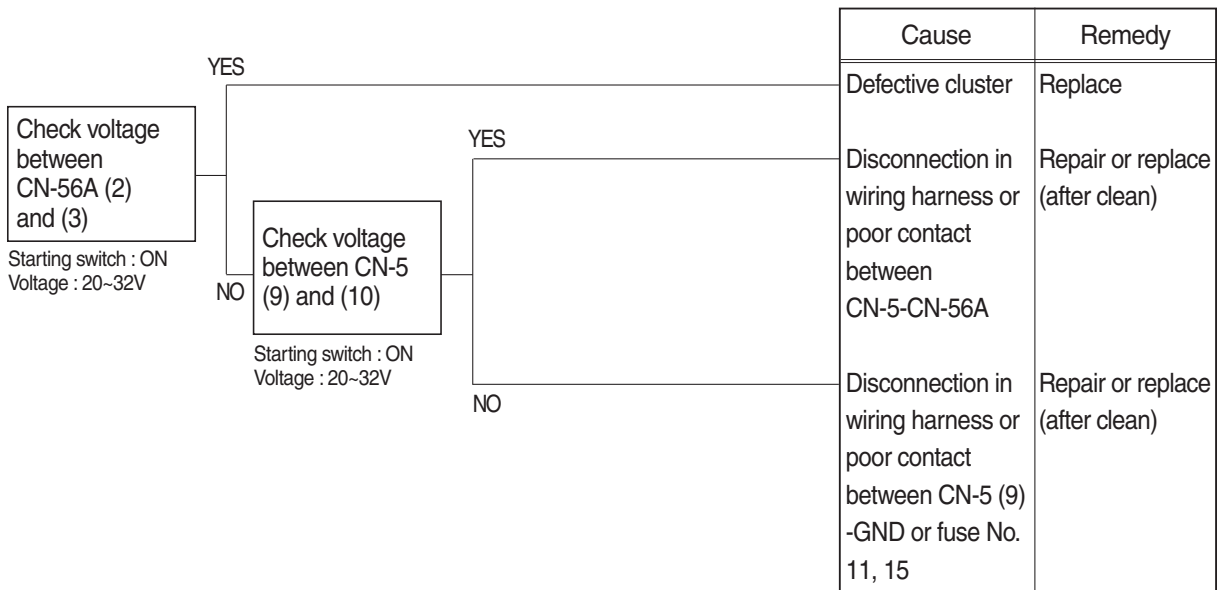 Cause
Remedy
YES
Defective cluster
Replace
Check voltage
between
CN-56A (2)
and (3)
Starting switch : ON
Voltage : 20~32V
YES
Disconnection in
wiring harness or
poor contact
between
CN-5-CN-56A
Repair or replace
(after clean)
NO
Check voltage
between CN-5
(9) and (10)
Starting switch : ON
Voltage : 20~32V
NO
Disconnection in
wiring harness or
poor contact
between CN-5 (9)
-GND or fuse No.
11, 15
Repair or replace
(after clean)